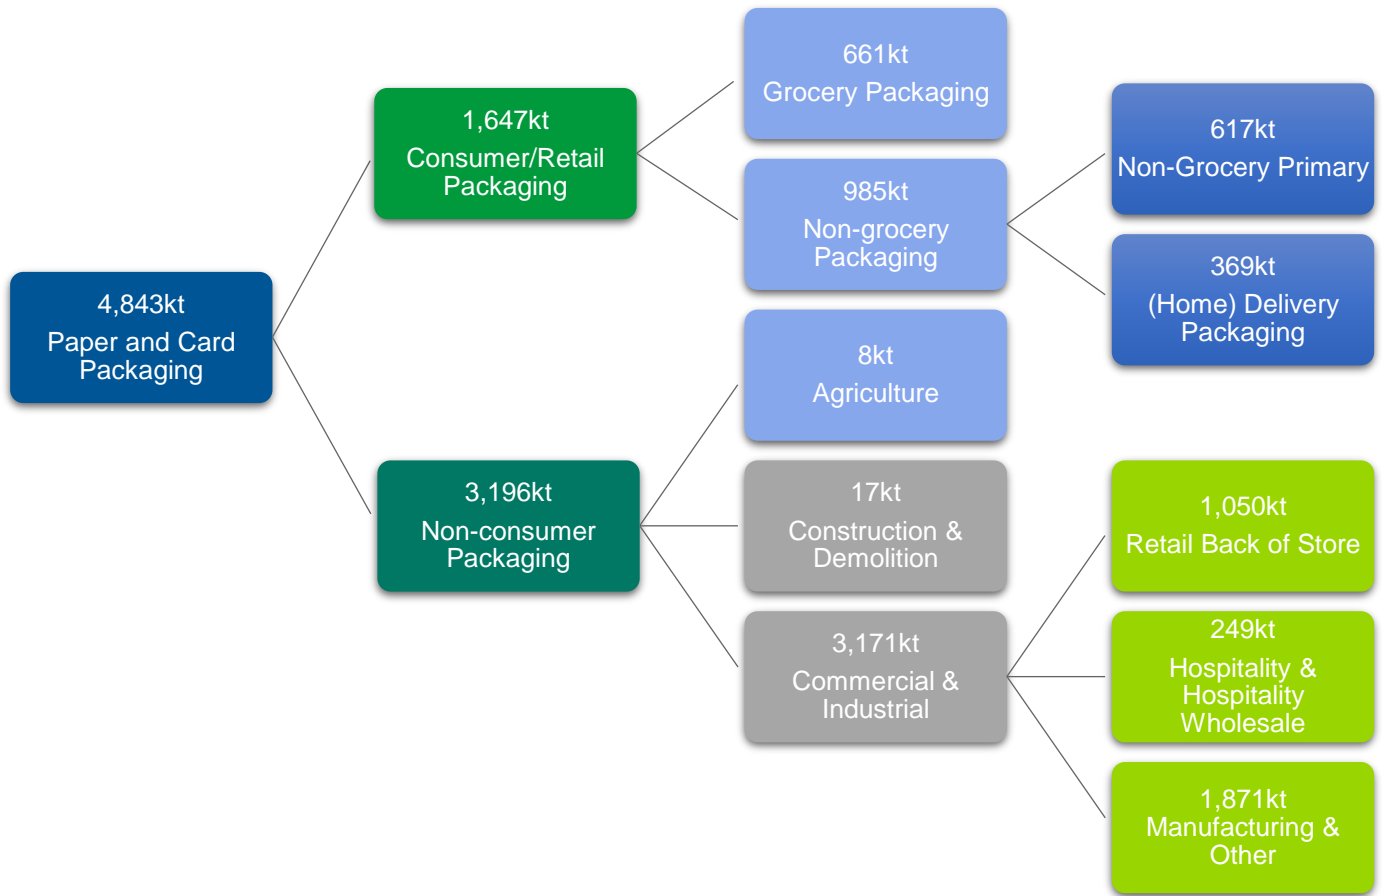 4,843kt
Paper and Card
Packaging
1,647kt
Consumer/Retail
Packaging
3,196kt
Non-consumer
Packaging
661kt
Grocery Packaging
985kt
Non-grocery
Packaging
8kt
Agriculture
17kt
Construction &
Demolition
3,171kt
Commercial &
Industrial
617kt
Non-Grocery Primary
369kt
(Home) Delivery
Packaging
1,050kt
Retail Back of Store
249kt
Hospitality &
Hospitality
Wholesale
1,871kt
Manufacturing &
Other